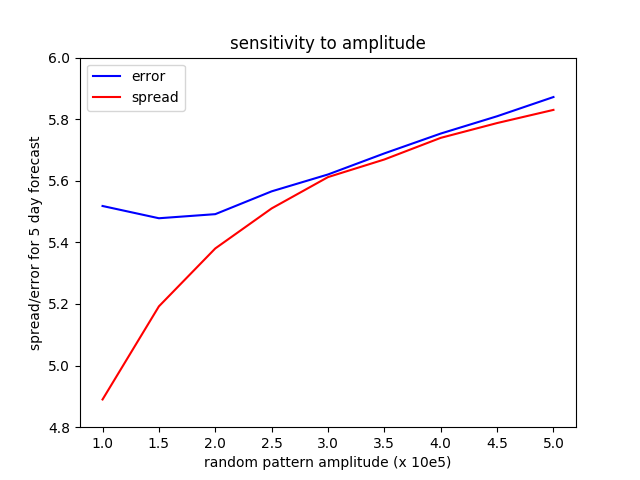 sensitivity to amplitude
error
spread
spread/error for 5 day forecast
6.0
5.8
5.6
5.4
5.2
5.0
4.8
1.0 1.5 2.0 2.5 3.0 3.5 4.0 4.5 5.0
random pattern amplitude (x 10e5)